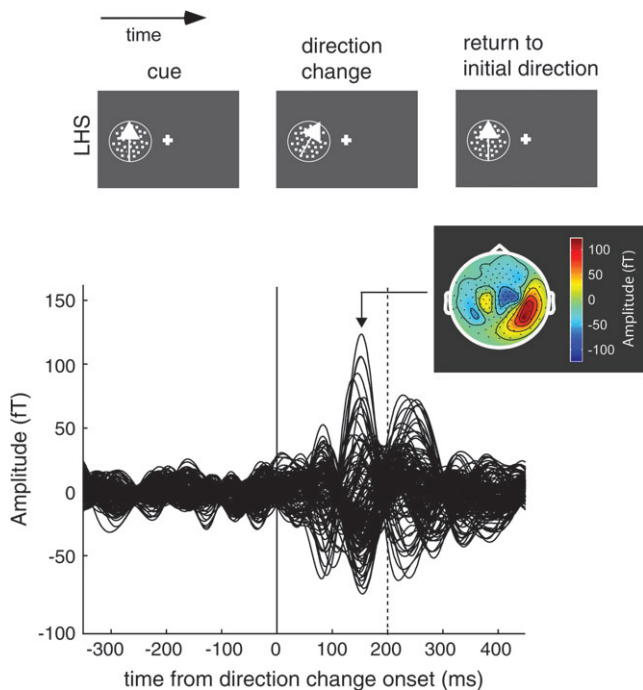 time
cue
direction
change
return to
initial direction
LHS
100
50
0
-50
-100
Amplitude (fT)
150
100
50
0
-50
-100
Amplitude (fT)
-300 -200 -100 0 100 200 300 400
time from direction change onset (ms)